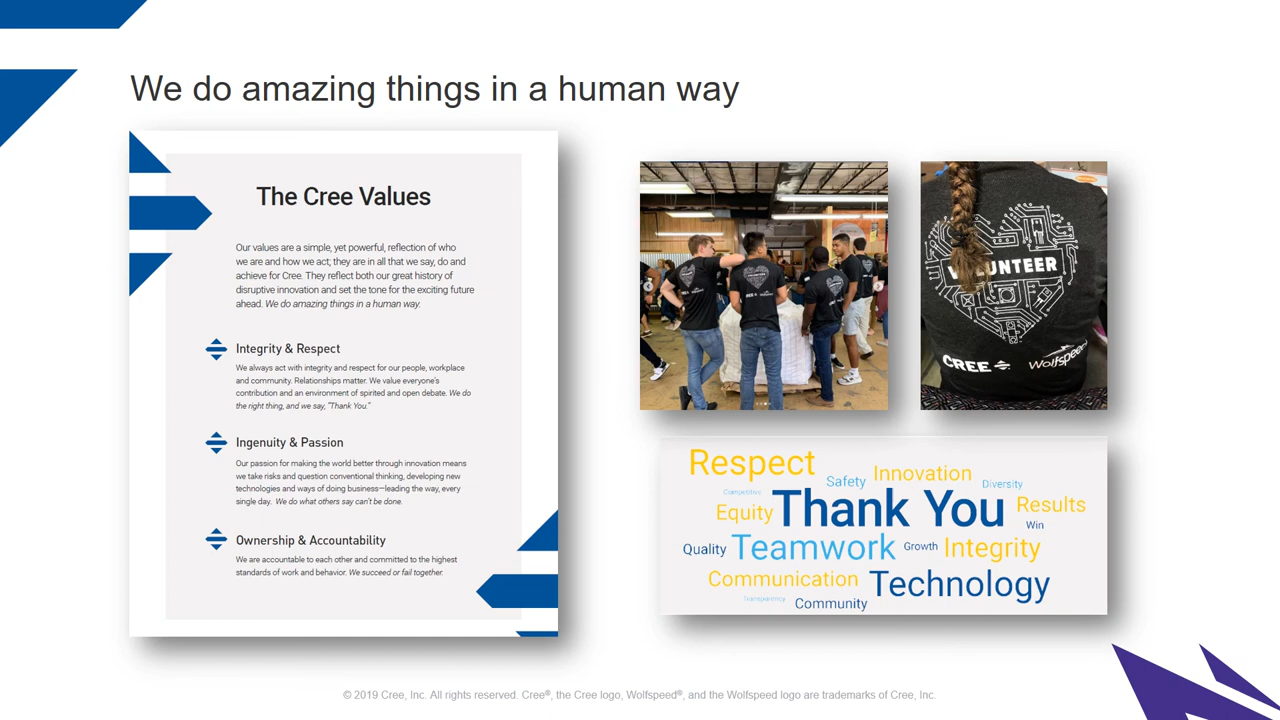 We do amazing things in a human way
The Cree Values
Our values are a simple, yet powerful, reflection of who
we are and how we act; they are in all that we say, do and
achieve for Cree. They reflect both our great history of
disruptive innovation and set the tone for the exciting future
ahead. We do amazing things in a human way.
Integrity & Respect
We always act with integrity and respect for our people, workplace
and community. Relationships matter. We value everyone's
contribution and an environment of spirited and open debate. We do
the right thing, and we say, "Thank You."
Ingenuity & Passion
Our passion for making the world better through innovation means
we take risks and question conventional thinking, developing new
technologies and ways of doing business—leading the way, every
single day. We do what others say can't be done.
Ownership & Accountability
We are accountable to each other and committed to the highest
standards of work and behavior. We succeed or fail together.
VOLUNTEER
CREE
VOLUNTEER
CREE Wolfspeed
Respect
Safety Innovation
Competitive Diversity
Equity Thank You Results
Win
Quality Teamwork Growth Integrity
Communication Technology
Transparency Community
© 2019 Cree, Inc. All rights reserved. Cree®, the Cree logo, Wolfspeed®, and the Wolfspeed logo are trademarks of Cree, Inc.